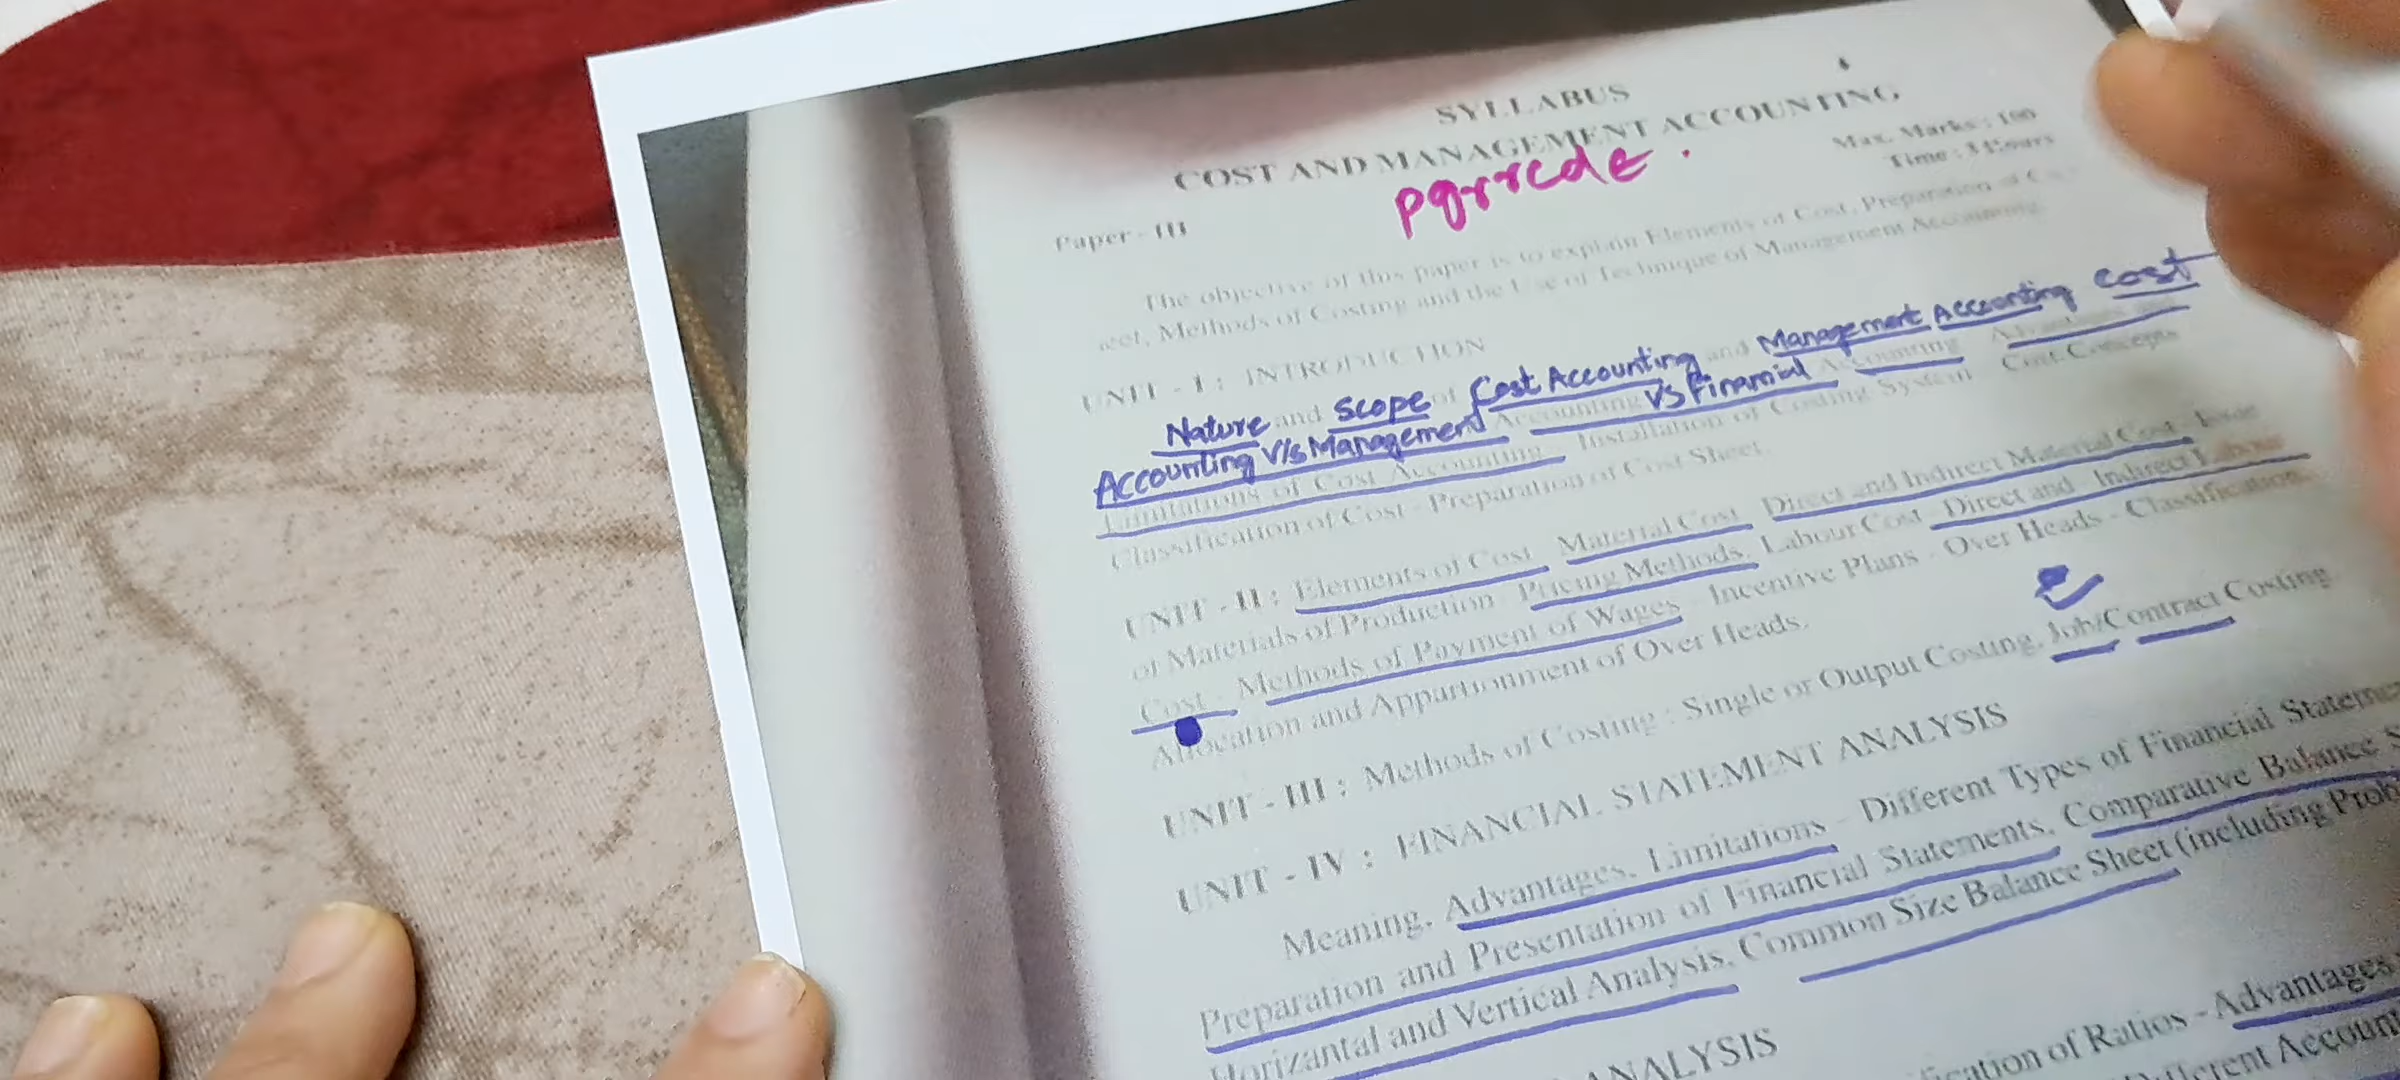 SYLLABUS
COST AND MANAGEMENT ACCOUNTING
Max. Marks : 100
pgrrcde .
Time : 3 Hours
Paper - III
The objective of this paper is to explain Elements of Cost, Preparation of
Methods of Costing and the Use of Technique of Management Accounting.
UNIT - I : INTRODUCTION
Nature and Scope of Cost Accounting and Management Accounting Cost
Accounting V/s Management Accounting VS Financial Accounting
Limitations of Cost Accounting Installation of Costing System Cost Concepts
Classification of Cost - Preparation of Cost Sheet.
UNIT - II : Elements of Cost Material Cost Direct and Indirect Material Cost - Issue
of Materials of Production - Pricing Methods. Labour Cost - Direct and Indirect Labour
Cost - Methods of Payment of Wages - Incentive Plans - Over Heads - Classification
Allocation and Appartionment of Over Heads.
UNIT - III : Methods of Costing : Single or Output Costing, Job/Contract Costing
UNIT - IV : FINANCIAL STATEMENT ANALYSIS
Meaning, Advantages, Limitations - Different Types of Financial Stateme
Preparation and Presentation of Financial Statements, Comparative Balance S
Horizantal and Vertical Analysis, Common Size Balance Sheet (including Prob
ANALYSIS
fication of Ratios - Advantages
Different Account